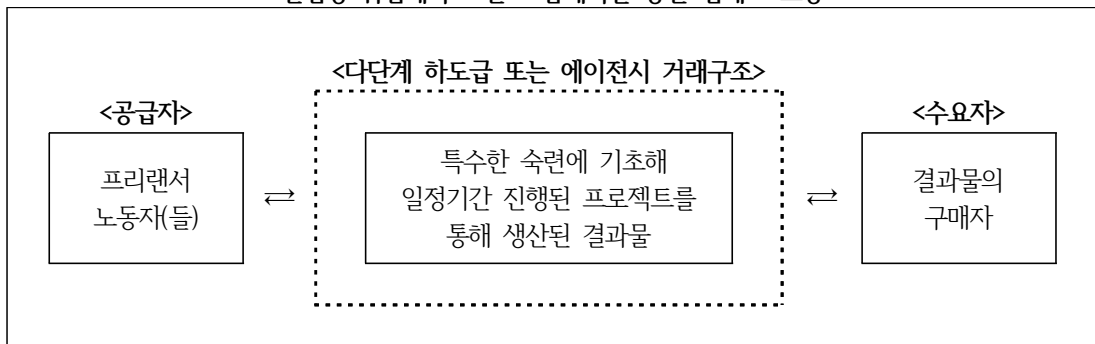 <다단계 하도급 또는 에이전시 거래구조>
<공급자>
<수요자>
프리랜서
노동자(들)
⇄
특수한 숙련에 기초해
일정기간 진행된 프로젝트를
통해 생산된 결과물
⇄
결과물의
구매자